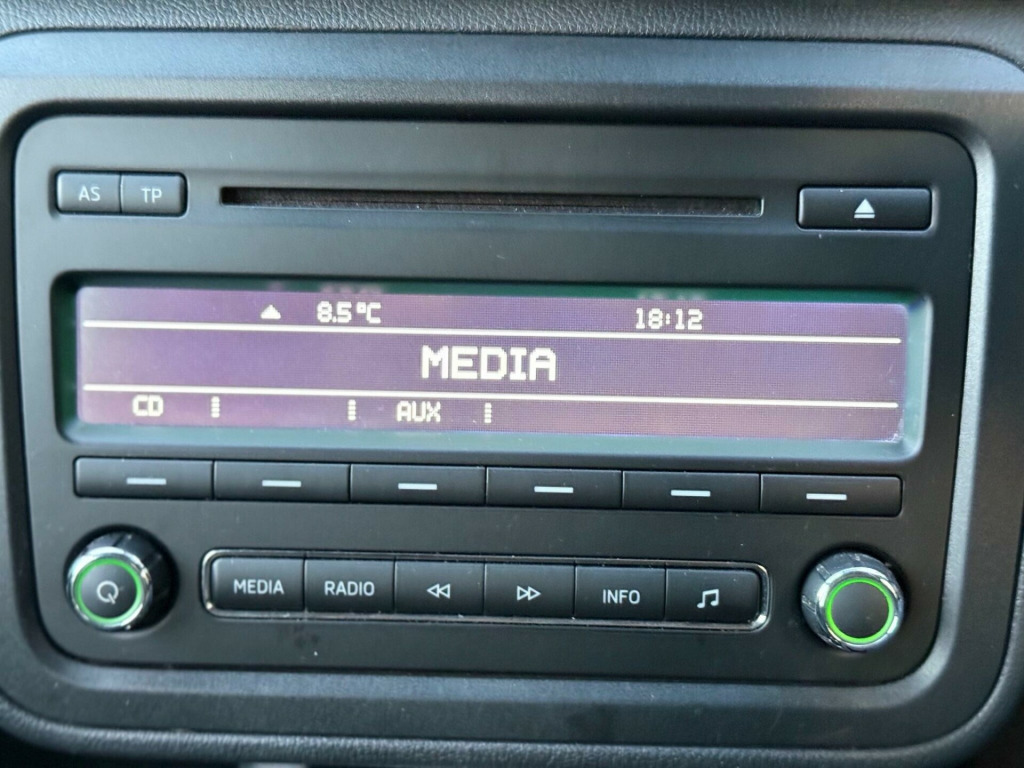 AS TP
8.5°C 18:12
MEDIA
CD AUX
MEDIA RADIO INFO